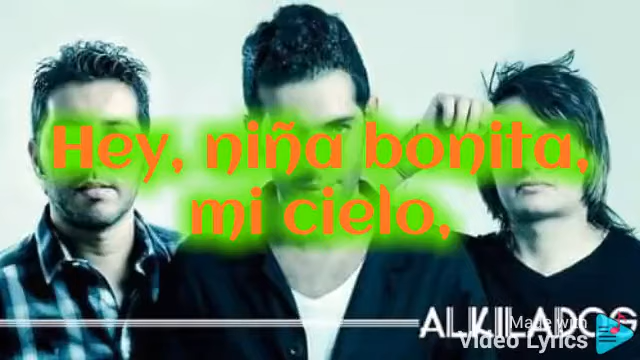 Hey, niña bonita,
mi cielo,
ALKILADOS
Made with
Video Lyrics